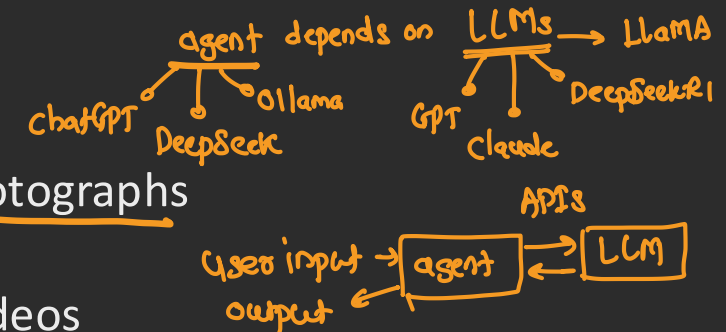 agent depends on LLMs → LLaMA
ChatGPT DeepSeek Ollama GPT Claude DeepSeekR1
otographs
APIs
user input → agent LLM
output
deos